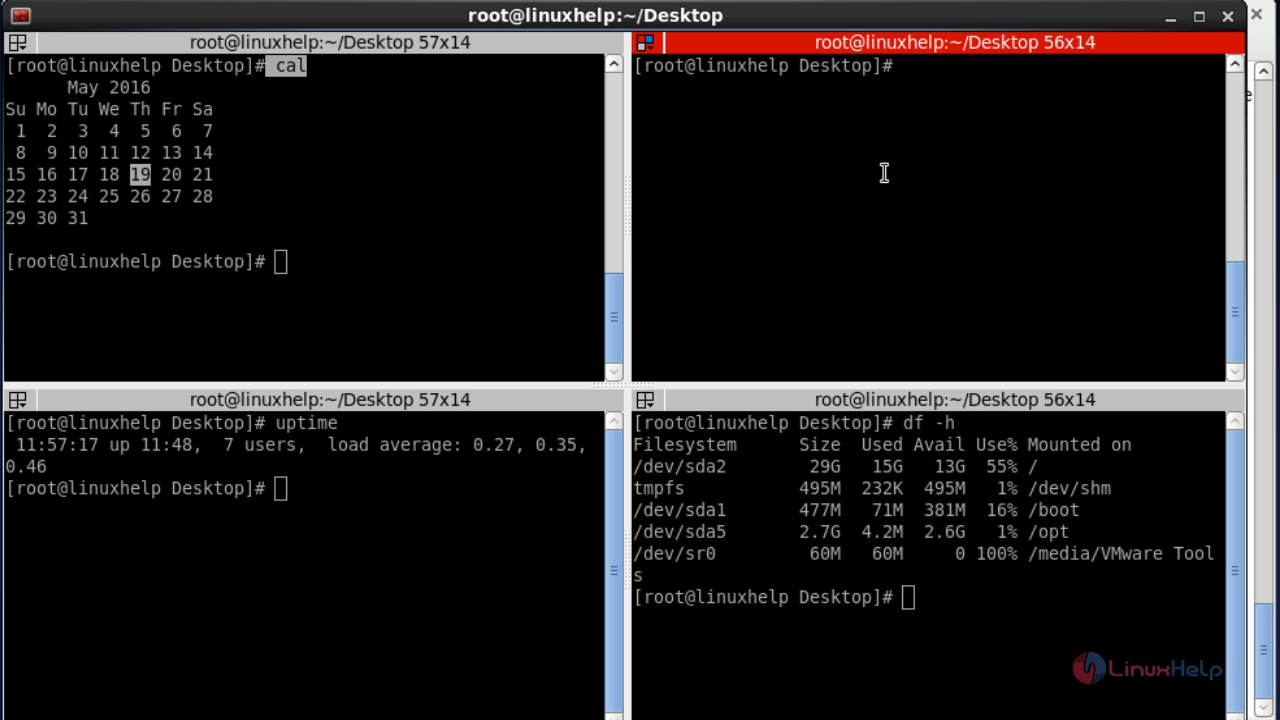 root@linuxhelp:~/Desktop
root@linuxhelp:~/Desktop 57x14
[root@linuxhelp Desktop]# cal
      May 2016
Su Mo Tu We Th Fr Sa
 1  2  3  4  5  6  7
 8  9 10 11 12 13 14
15 16 17 18 19 20 21
22 23 24 25 26 27 28
29 30 31
[root@linuxhelp Desktop]#
root@linuxhelp:~/Desktop 56x14
[root@linuxhelp Desktop]#
root@linuxhelp:~/Desktop 57x14
[root@linuxhelp Desktop]# uptime
 11:57:17 up 11:48,  7 users,  load average: 0.27, 0.35,
0.46
[root@linuxhelp Desktop]#
root@linuxhelp:~/Desktop 56x14
[root@linuxhelp Desktop]# df -h
Filesystem      Size  Used Avail Use% Mounted on
/dev/sda2        29G   15G   13G  55% /
tmpfs           495M  232K  495M   1% /dev/shm
/dev/sda1       477M   71M  381M  16% /boot
/dev/sda5       2.7G  4.2M  2.6G   1% /opt
/dev/sr0         60M   60M     0 100% /media/VMware Tool
s
[root@linuxhelp Desktop]#
LinuxHelp